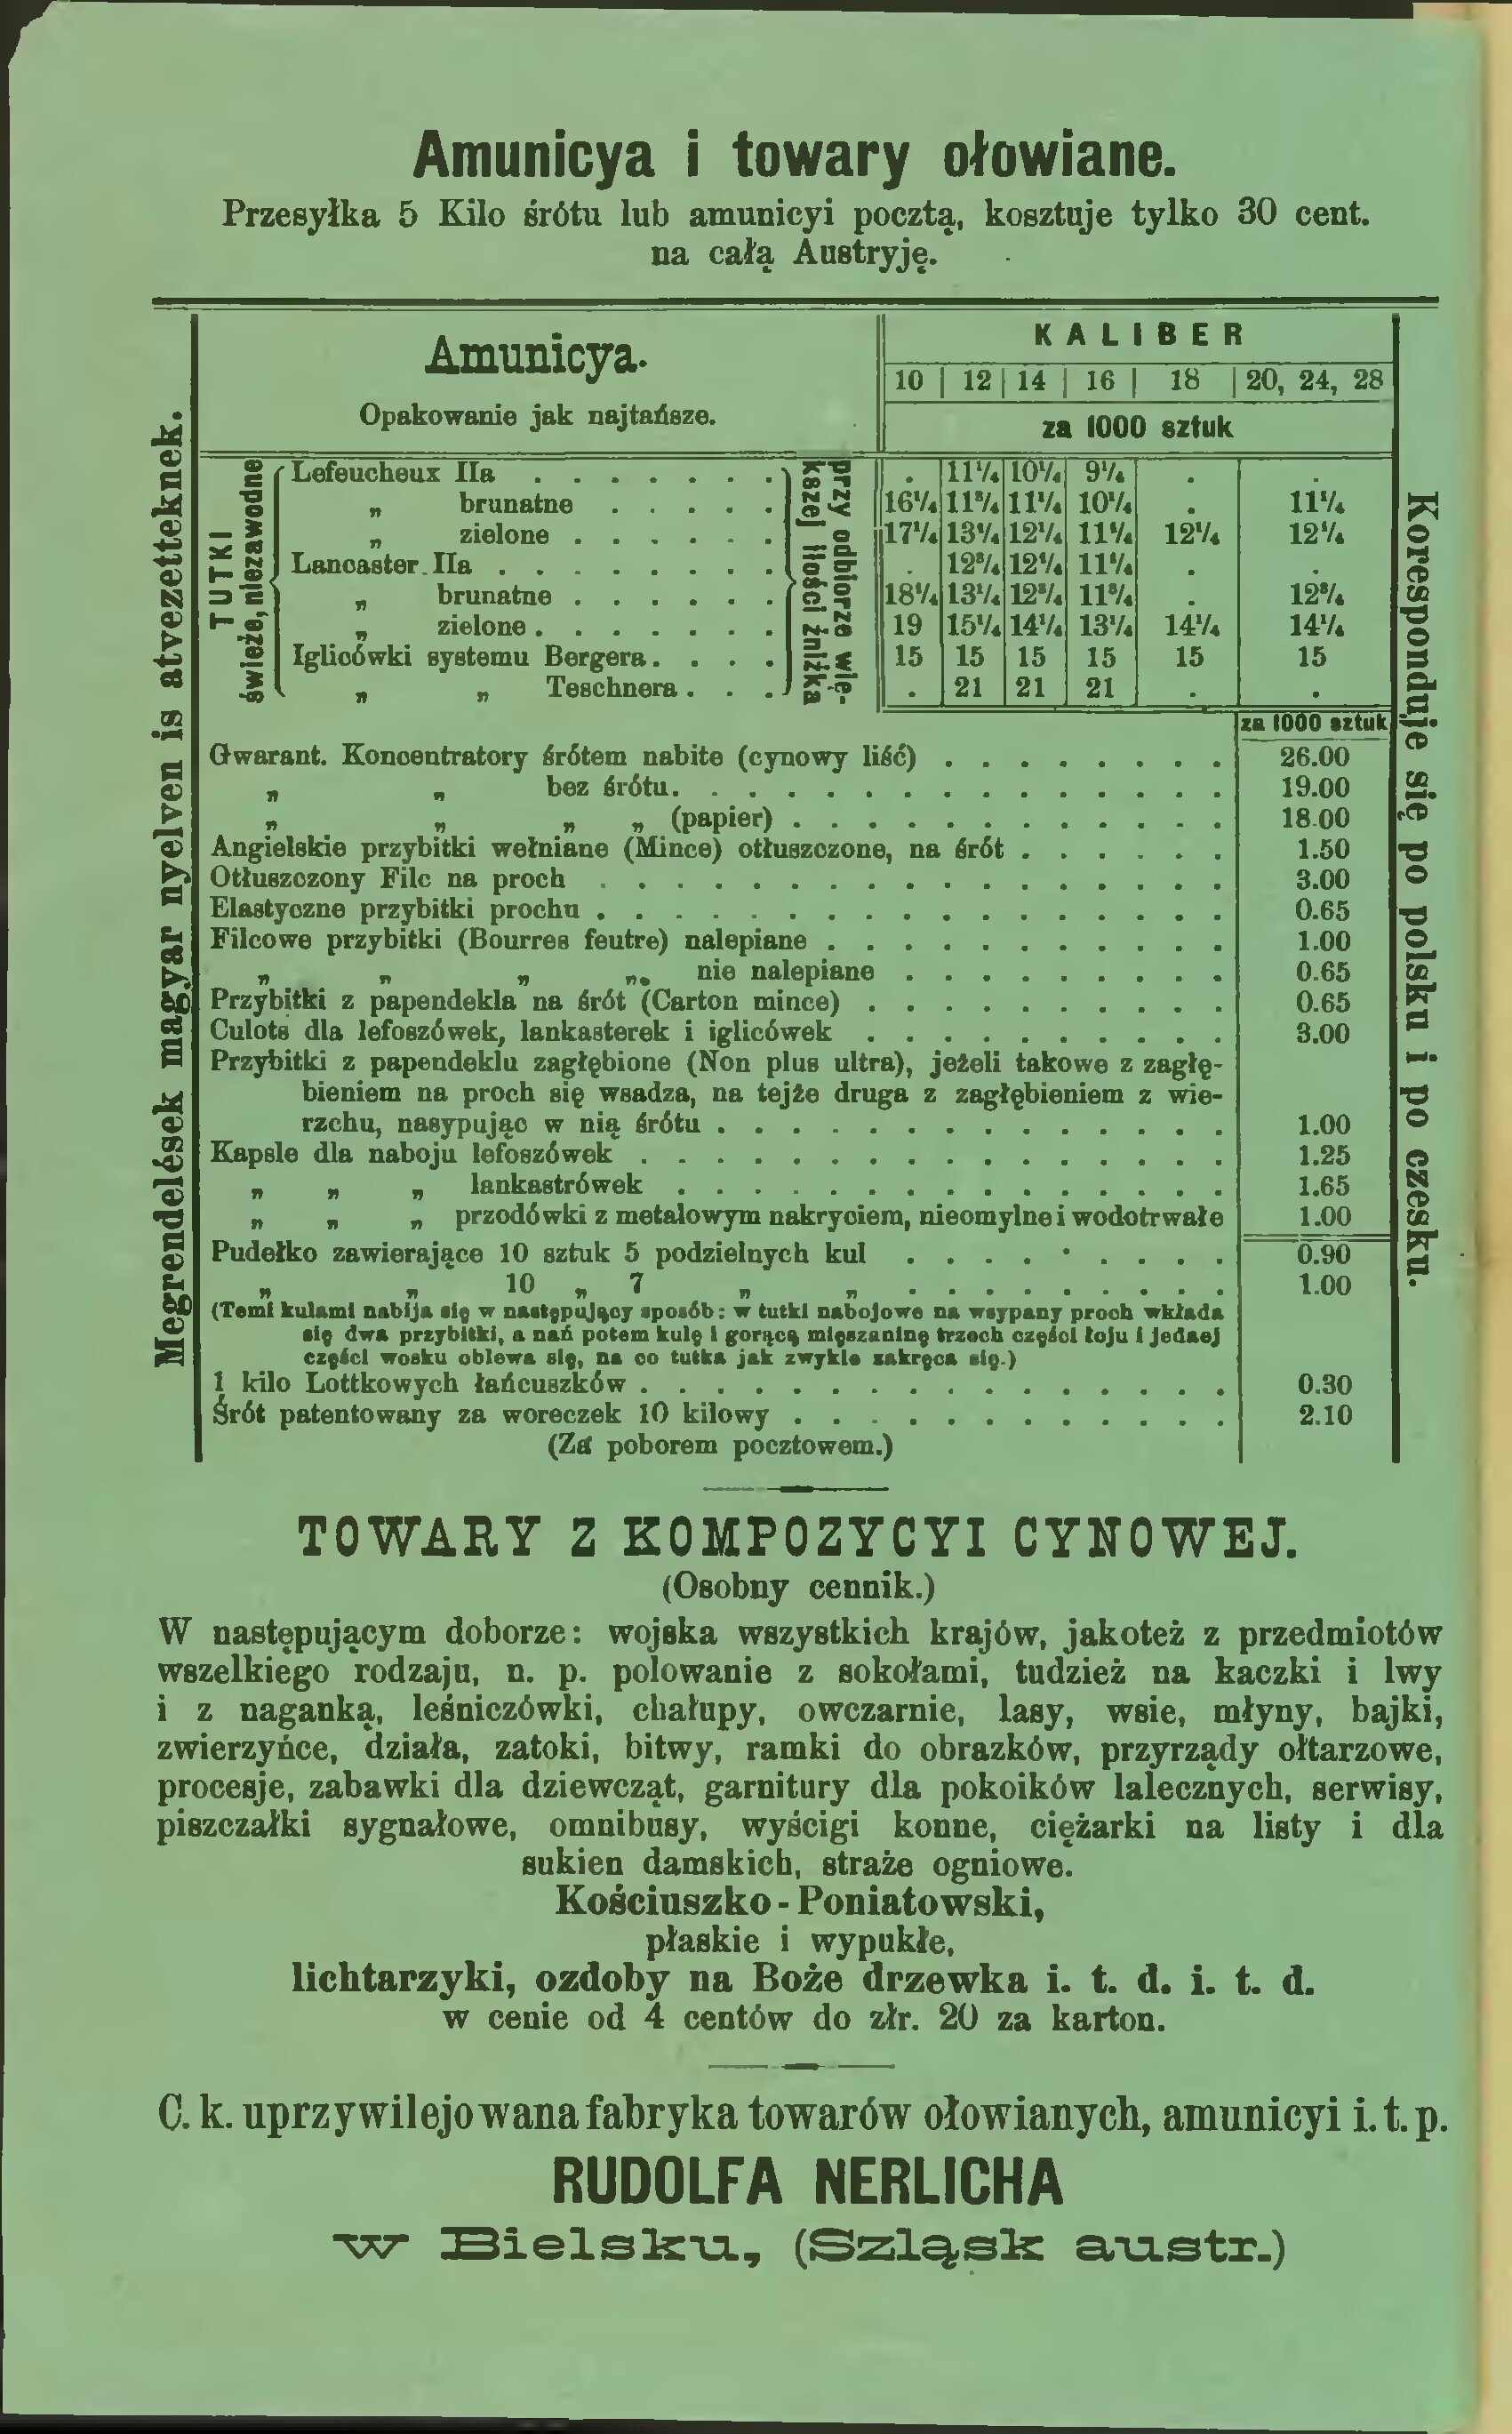 Amunicya i towary ołowiane.
Przesyłka 5 Kilo śrótu lub amunicyi pocztą, kosztuje tylko 30 cent.
na całą Austryję.
Megrendelések magyar nyelven is atvezetteknek.
Amunicya.
Opakowanie jak najtańsze.
KALIBER
10 | 12 | 14 | 16 | 18 | 20, 24, 28
za 1000 sztuk
TUTKI
świeże, niezawodne
Lefeucheux IIa . . . . . . . . 11¼ 10¼ 9¼ . .
„ brunatne . . . . . 16¼ 11¾ 11¼ 10¼ . 11¼
„ zielone . . . . . . 17¼ 13¼ 12¼ 11¼ 12¼ 12¼
Lancaster IIa . . . . . . . . . 12¾ 12¼ 11¼ . .
„ brunatne . . . . . . 18¼ 13¼ 12¾ 11¾ . 12¾
„ zielone . . . . . . . 19 15¼ 14¼ 13¼ 14¼ 14¼
Iglicówki systemu Bergera . . . . 15 15 15 15 15 15
„ „ Teschnera . . . . 21 21 21 . .
przy odbiorze wię-
kszej ilości zniżka
za 1000 sztuk
Gwarant. Koncentratory śrótem nabite (cynowy liść) . . . . . . . . 26.00
„ „ bez śrótu. . . . . . . . . . . . . . . 19.00
„ „ „ „ (papier) . . . . . . . . . . . . 18.00
Angielskie przybitki wełniane (Mince) otłuszczone, na śrót . . . . . . 1.50
Otłuszczony Filc na proch . . . . . . . . . . . . . . . . . 3.00
Elastyczne przybitki prochu . . . . . . . . . . . . . . . . . 0.65
Filcowe przybitki (Bourres feutre) nalepiane . . . . . . . . . . . 1.00
„ „ „ „ nie nalepiane . . . . . . . . . 0.65
Przybitki z papendekla na śrót (Carton mince) . . . . . . . . . . 0.65
Culots dla lefoszówek, lankasterek i iglicówek . . . . . . . . . . 3.00
Przybitki z papendeklu zagłębione (Non plus ultra), jeżeli takowe z zagłę-
bieniem na proch się wsadza, na tejże druga z zagłębieniem z wie-
rzchu, nasypując w nią śrótu . . . . . . . . . . . . . . 1.00
Kapsle dla naboju lefoszówek . . . . . . . . . . . . . . . . 1.25
„ „ „ lankastrówek . . . . . . . . . . . . . . . 1.65
„ „ „ przodówki z metalowym nakryciem, nieomylne i wodotrwałe 1.00
Pudełko zawierające 10 sztuk 5 podzielnych kul . . . . . . . . . 0.90
„ „ 10 „ 7 „ „ . . . . . . . . . 1.00
(Temi kulami nabija się w następujący sposób: w tutki nabojowe na wsypany proch wkłada
się dwa przybitki, a nań potem kulę i gorącą mięszaninę trzech części łoju i jednej
części wosku oblewa się, na co tutka jak zwykle zakręca się.)
1 kilo Lottkowych łańcuszków . . . . . . . . . . . . . . . . 0.30
Śrót patentowany za woreczek 10 kilowy . . . . . . . . . . . . 2.10
(Za poborem pocztowem.)
Koresponduje się po polsku i po czesku.
TOWARY Z KOMPOZYCYI CYNOWEJ.
(Osobny cennik.)
W następującym doborze: wojska wszystkich krajów, jakoteż z przedmiotów
wszelkiego rodzaju, n. p. polowanie z sokołami, tudzież na kaczki i lwy
i z naganką, leśniczówki, chałupy, owczarnie, lasy, wsie, młyny, bajki,
zwierzyńce, działa, zatoki, bitwy, ramki do obrazków, przyrządy ołtarzowe,
procesje, zabawki dla dziewcząt, garnitury dla pokoików lalecznych, serwisy,
piszczałki sygnałowe, omnibusy, wyścigi konne, ciężarki na listy i dla
sukien damskich, straże ogniowe.
Kościuszko-Poniatowski,
płaskie i wypukłe,
lichtarzyki, ozdoby na Boże drzewka i. t. d. i. t. d.
w cenie od 4 centów do złr. 20 za karton.
C. k. uprzywilejowana fabryka towarów ołowianych, amunicyi i. t. p.
RUDOLFA NERLICHA
w Bielsku, (Szląsk austr.)